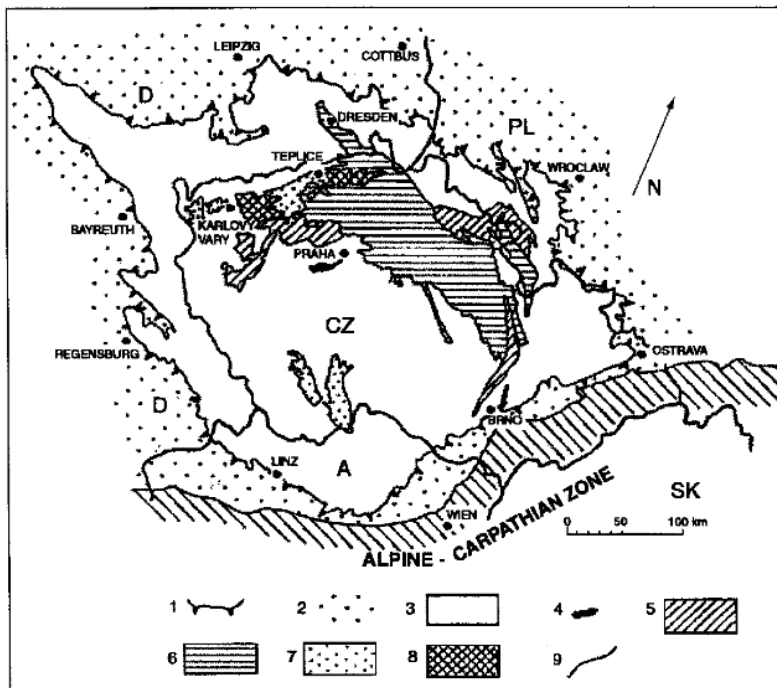 LEIPZIG
COTTBUS
D
DRESDEN
PL
TEPLICE
WROCLAW
N
BAYREUTH
KARLOVY
VARY
PRAHA
CZ
REGENSBURG
OSTRAVA
D
BRNO
LINZ
A
SK
WIEN
0 50 100 km
ALPINE - CARPATHIAN ZONE
1 2 3 4 5
6 7 8 9